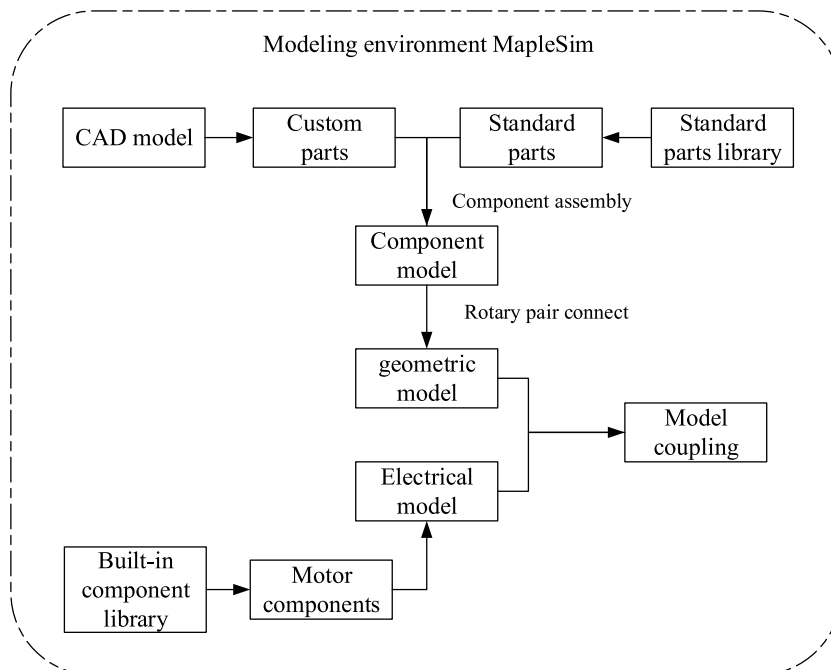 Modeling environment MapleSim
CAD model
Custom
parts
Standard
parts
Standard
parts library
Component assembly
Component
model
Rotary pair connect
geometric
model
Model
coupling
Electrical
model
Built-in
component
library
Motor
components